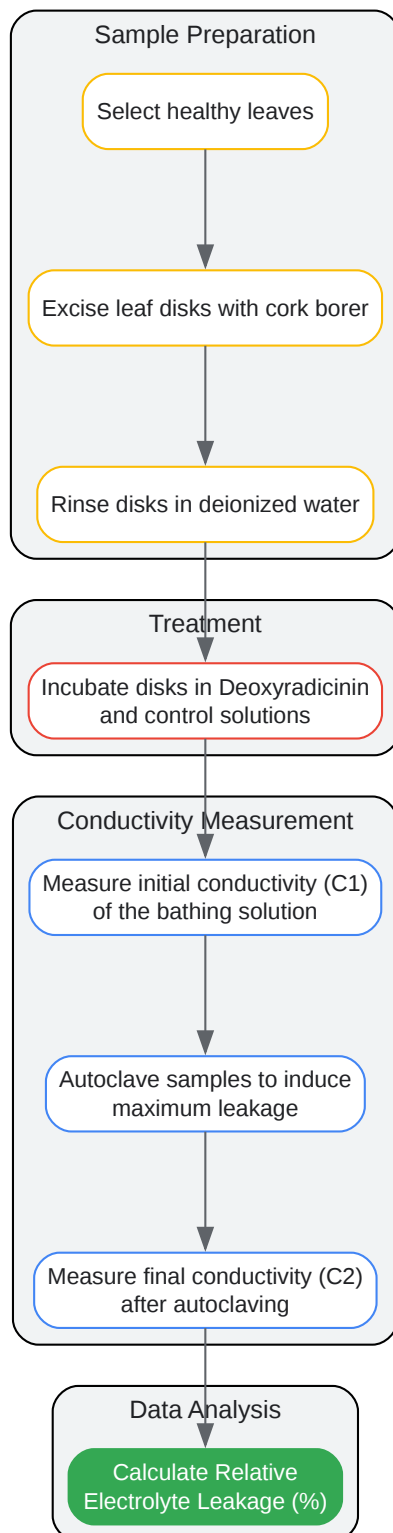 Sample Preparation
Select healthy leaves
Excise leaf disks with cork borer
Rinse disks in deionized water
Treatment
Incubate disks in Deoxyradicinin
and control solutions
Conductivity Measurement
Measure initial conductivity (C1)
of the bathing solution
Autoclave samples to induce
maximum leakage
Measure final conductivity (C2)
after autoclaving
Data Analysis
Calculate Relative
Electrolyte Leakage (%)